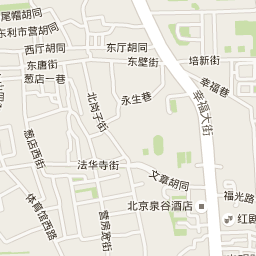 尾帽胡同
东利市营胡同
西厅胡同
东厅胡同
东唐街
东壁街
培新街
葱店一巷
幸福巷
永生巷
北岗子街
幸福大街
葱店西街
法华寺街
文章胡同
体育馆西路
营房宽街
北京泉谷酒店
福光路
红剧